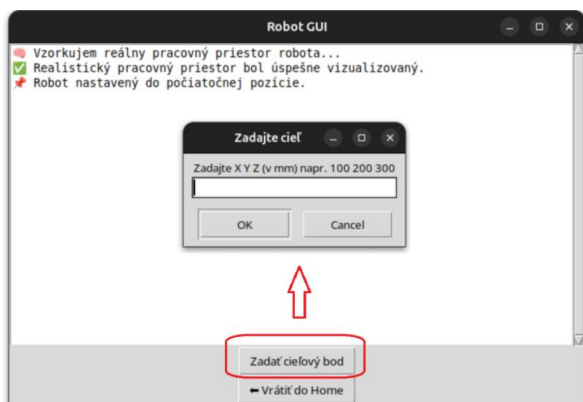 Robot GUI
🧠 Vzorkujem reálny pracovný priestor robota...
✅ Realistický pracovný priestor bol úspešne vizualizovaný.
📌 Robot nastavený do počiatočnej pozície.
Zadajte cieľ
Zadajte X Y Z (v mm) napr. 100 200 300
OK Cancel
Zadať cieľový bod
⬅ Vrátiť do Home